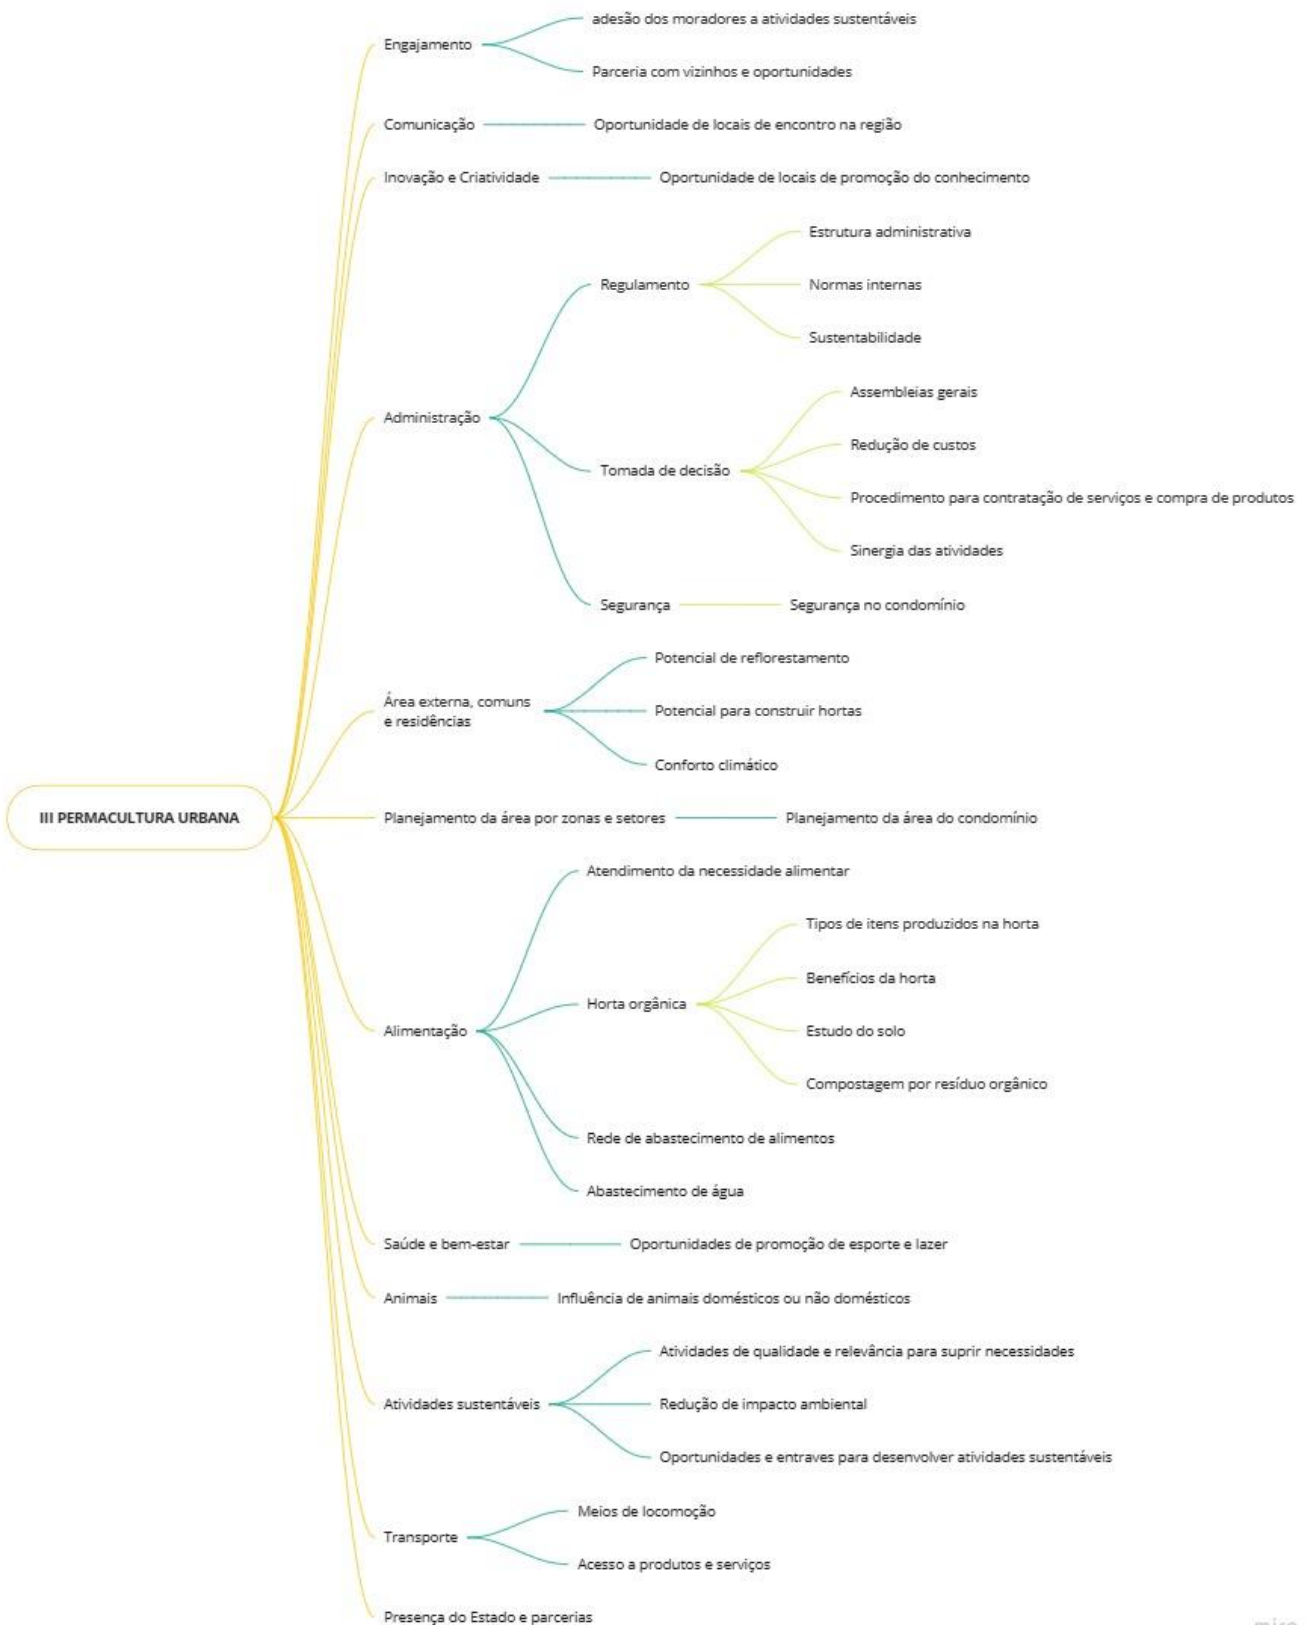 adesão dos moradores a atividades sustentáveis
Engajamento
Parceria com vizinhos e oportunidades
Comunicação
Oportunidade de locais de encontro na região
Inovação e Criatividade
Oportunidade de locais de promoção do conhecimento
Estrutura administrativa
Regulamento
Normas internas
Sustentabilidade
Assembleias gerais
Administração
Redução de custos
Tomada de decisão
Procedimento para contratação de serviços e compra de produtos
Sinergia das atividades
Segurança
Segurança no condomínio
Potencial de reflorestamento
Área externa, comuns
e residências
Potencial para construir hortas
Conforto climático
III PERMACULTURA URBANA
Planejamento da área por zonas e setores
Planejamento da área do condomínio
Atendimento da necessidade alimentar
Tipos de itens produzidos na horta
Benefícios da horta
Horta orgânica
Alimentação
Estudo do solo
Compostagem por resíduo orgânico
Rede de abastecimento de alimentos
Abastecimento de água
Saúde e bem-estar
Oportunidades de promoção de esporte e lazer
Animais
Influência de animais domésticos ou não domésticos
Atividades de qualidade e relevância para suprir necessidades
Atividades sustentáveis
Redução de impacto ambiental
Oportunidades e entraves para desenvolver atividades sustentáveis
Meios de locomoção
Transporte
Acesso a produtos e serviços
Presença do Estado e parcerias